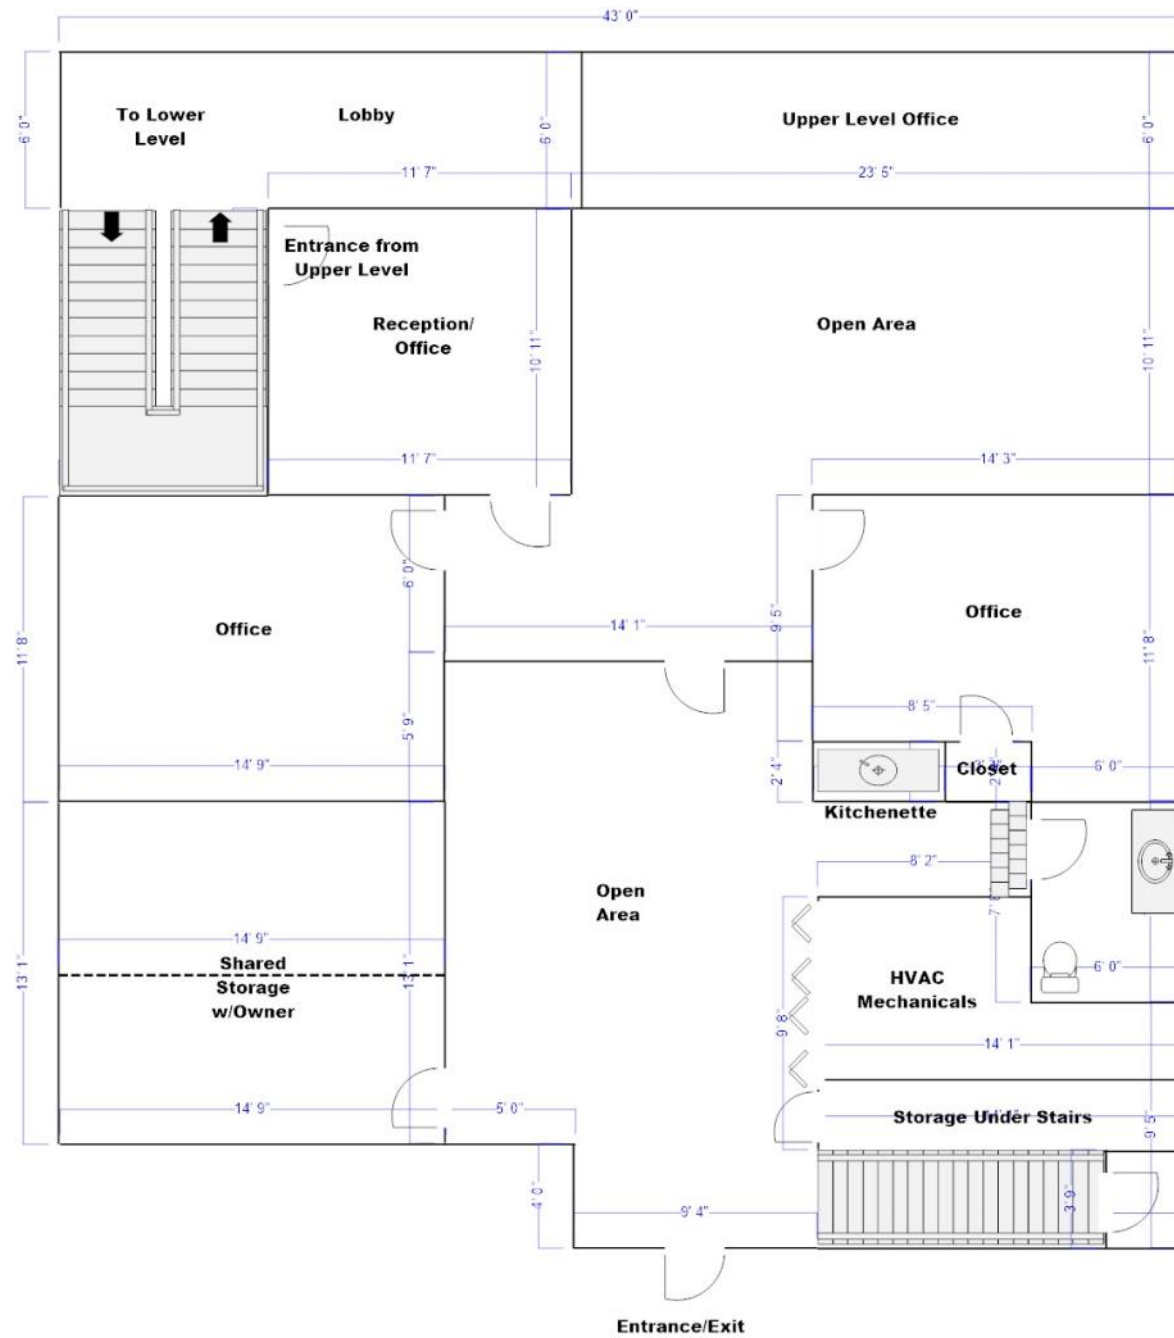 43' 0"
To Lower
Level
Lobby
Upper Level Office
6' 0"
6' 0"
6' 0"
11' 7"
23' 5"
Entrance from
Upper Level
Reception/
Office
Open Area
10' 11"
10' 11"
11' 7"
14' 3"
6' 0"
Office
14' 1"
9' 5"
Office
11' 8"
11' 8"
5' 9"
8' 5"
14' 9"
2' 4"
Closet
6' 0"
Kitchenette
8' 2"
Open
Area
14' 9"
Shared
Storage
w/Owner
13' 1"
13' 1"
HVAC
Mechanicals
6' 0"
9' 8"
14' 1"
14' 9"
5' 0"
Storage Under Stairs
9' 5"
4' 0"
9' 4"
3' 9"
Entrance/Exit